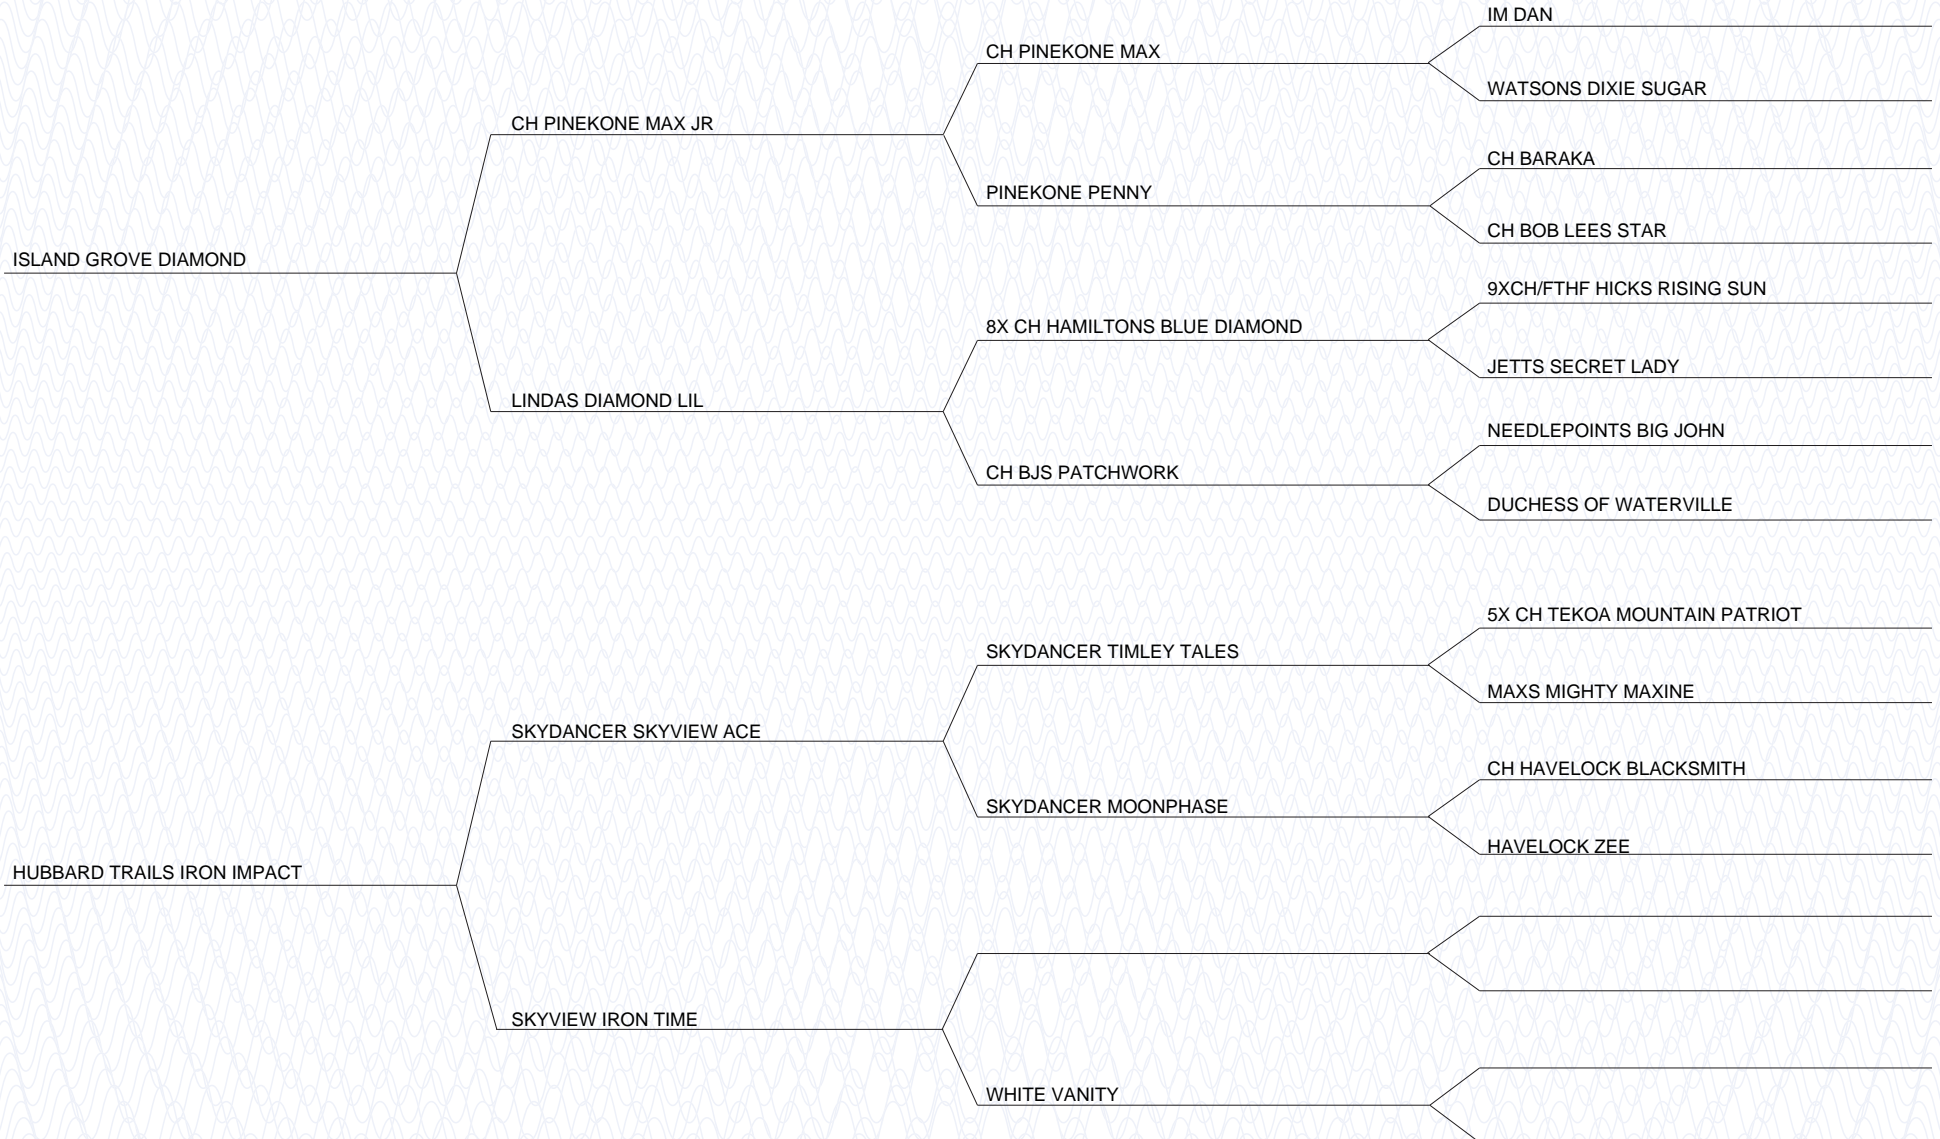 IM DAN
CH PINEKONE MAX
WATSONS DIXIE SUGAR
CH PINEKONE MAX JR
CH BARAKA
PINEKONE PENNY
CH BOB LEES STAR
ISLAND GROVE DIAMOND
9XCH/FTHF HICKS RISING SUN
8X CH HAMILTONS BLUE DIAMOND
JETTS SECRET LADY
LINDAS DIAMOND LIL
NEEDLEPOINTS BIG JOHN
CH BJS PATCHWORK
DUCHESS OF WATERVILLE
5X CH TEKOA MOUNTAIN PATRIOT
SKYDANCER TIMLEY TALES
MAXS MIGHTY MAXINE
SKYDANCER SKYVIEW ACE
CH HAVELOCK BLACKSMITH
SKYDANCER MOONPHASE
HAVELOCK ZEE
HUBBARD TRAILS IRON IMPACT
SKYVIEW IRON TIME
WHITE VANITY